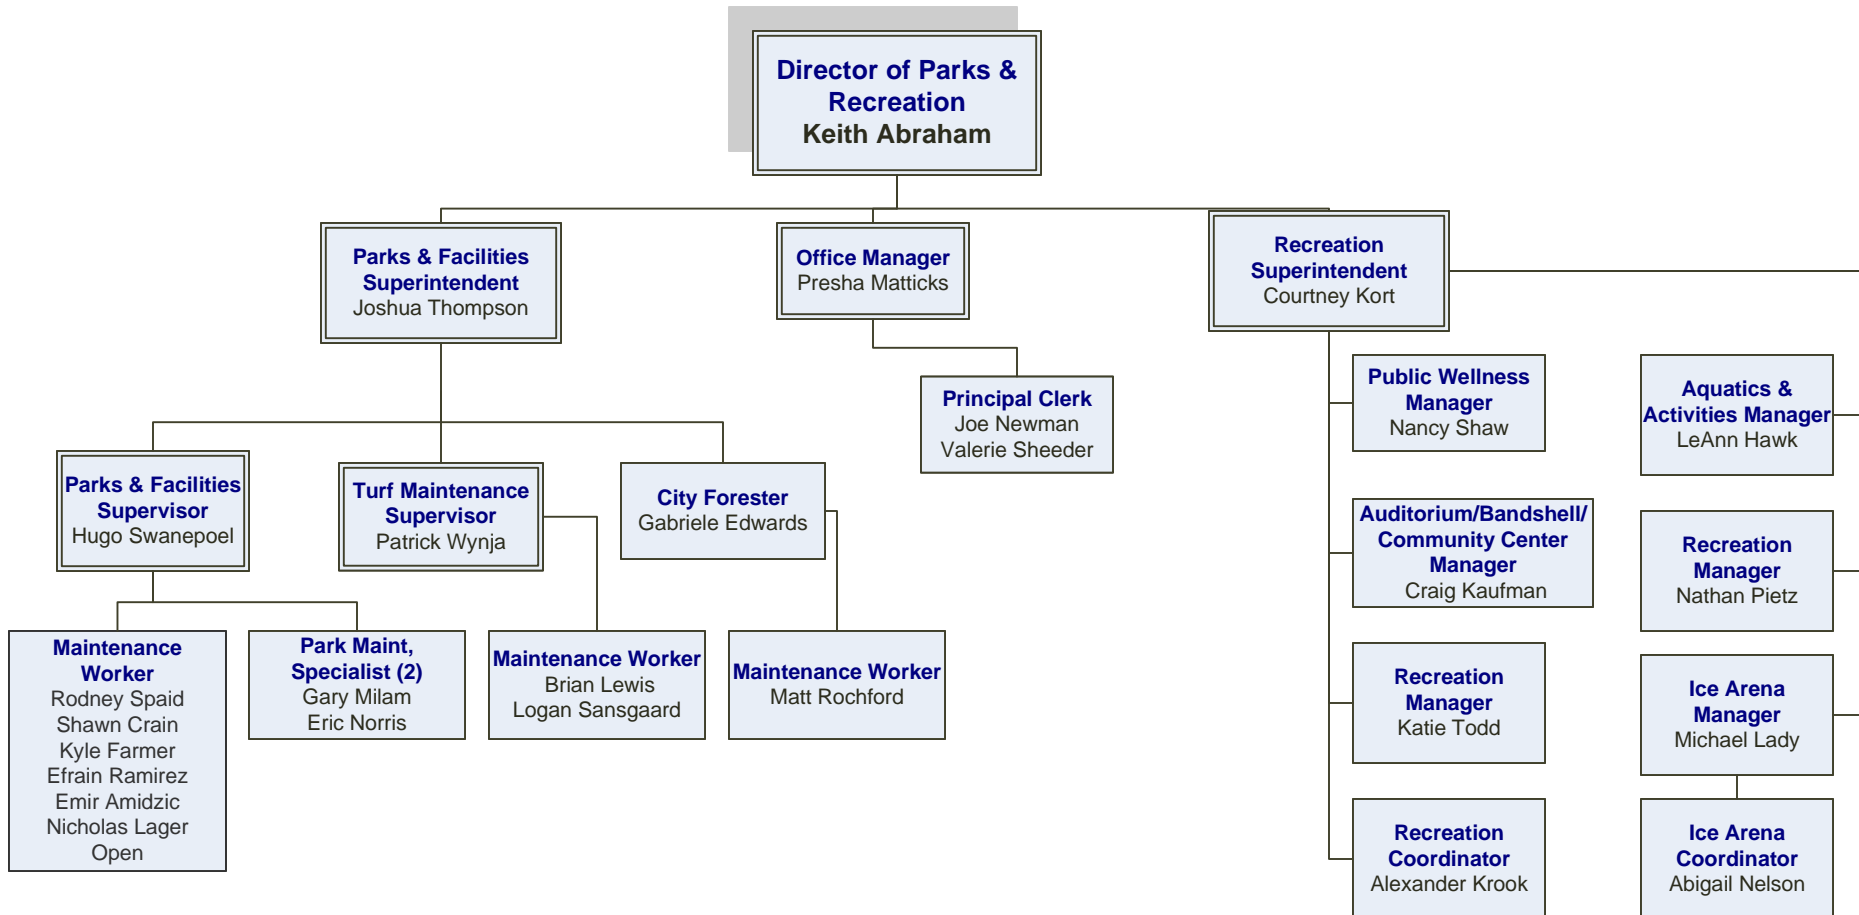 Director of Parks &
Recreation
Keith Abraham
Parks & Facilities
Superintendent
Joshua Thompson
Office Manager
Presha Matticks
Recreation
Superintendent
Courtney Kort
Principal Clerk
Joe Newman
Valerie Sheeder
Public Wellness
Manager
Nancy Shaw
Aquatics &
Activities Manager
LeAnn Hawk
Parks & Facilities
Supervisor
Hugo Swanepoel
Turf Maintenance
Supervisor
Patrick Wynja
City Forester
Gabriele Edwards
Auditorium/Bandshell/
Community Center
Manager
Craig Kaufman
Recreation
Manager
Nathan Pietz
Maintenance
Worker
Rodney Spaid
Shawn Crain
Kyle Farmer
Efrain Ramirez
Emir Amidzic
Nicholas Lager
Open
Park Maint,
Specialist (2)
Gary Milam
Eric Norris
Maintenance Worker
Brian Lewis
Logan Sansgaard
Maintenance Worker
Matt Rochford
Recreation
Manager
Katie Todd
Ice Arena
Manager
Michael Lady
Recreation
Coordinator
Alexander Krook
Ice Arena
Coordinator
Abigail Nelson